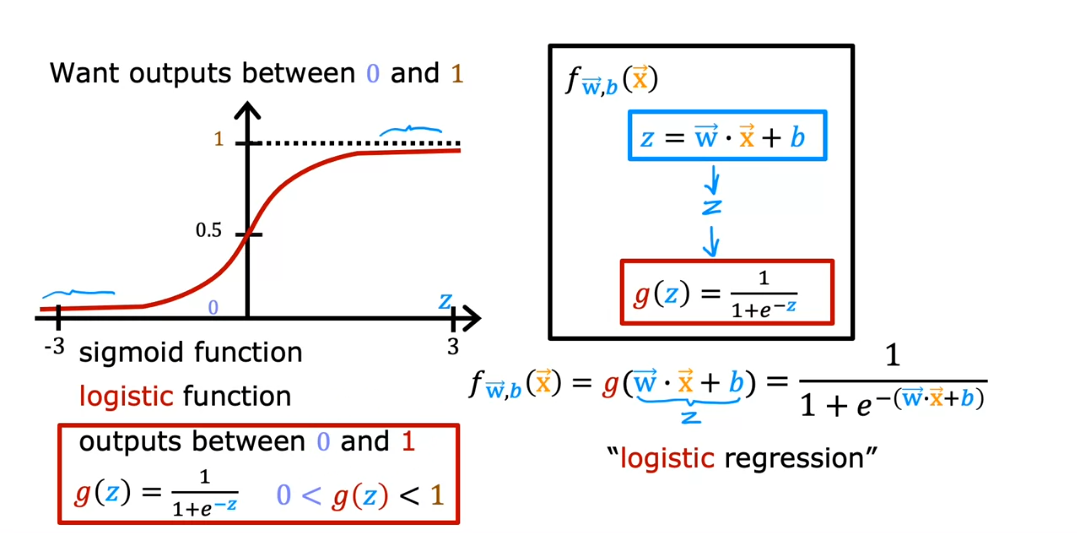 Want outputs between 0 and 1
1
0.5
0
z
-3
3
sigmoid function
logistic function
outputs between 0 and 1
g(z) = 1/(1+e⁻ᶻ) 0 < g(z) < 1
f_w⃗,b(x⃗)
z = w⃗ · x⃗ + b
z
g(z) = 1/(1+e⁻ᶻ)
f_w⃗,b(x⃗) = g(w⃗ · x⃗ + b) = 1/(1 + e^−(w⃗·x⃗+b))
z
“logistic regression”